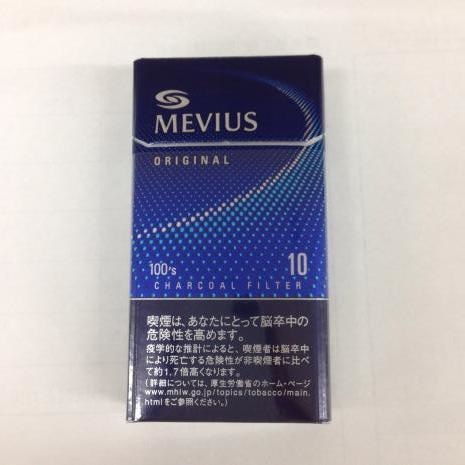 MEVIUS
ORIGINAL
100's
10
CHARCOAL FILTER
喫煙は、あなたにとって脳卒中の
危険性を高めます。
疫学的な推計によると、喫煙者は脳卒中
により死亡する危険性が非喫煙者に比べ
て約1.7倍高くなります。
(詳細については、厚生労働省のホーム・ページ
www.mhlw.go.jp/topics/tobacco/main.
htmlをご参照ください。)